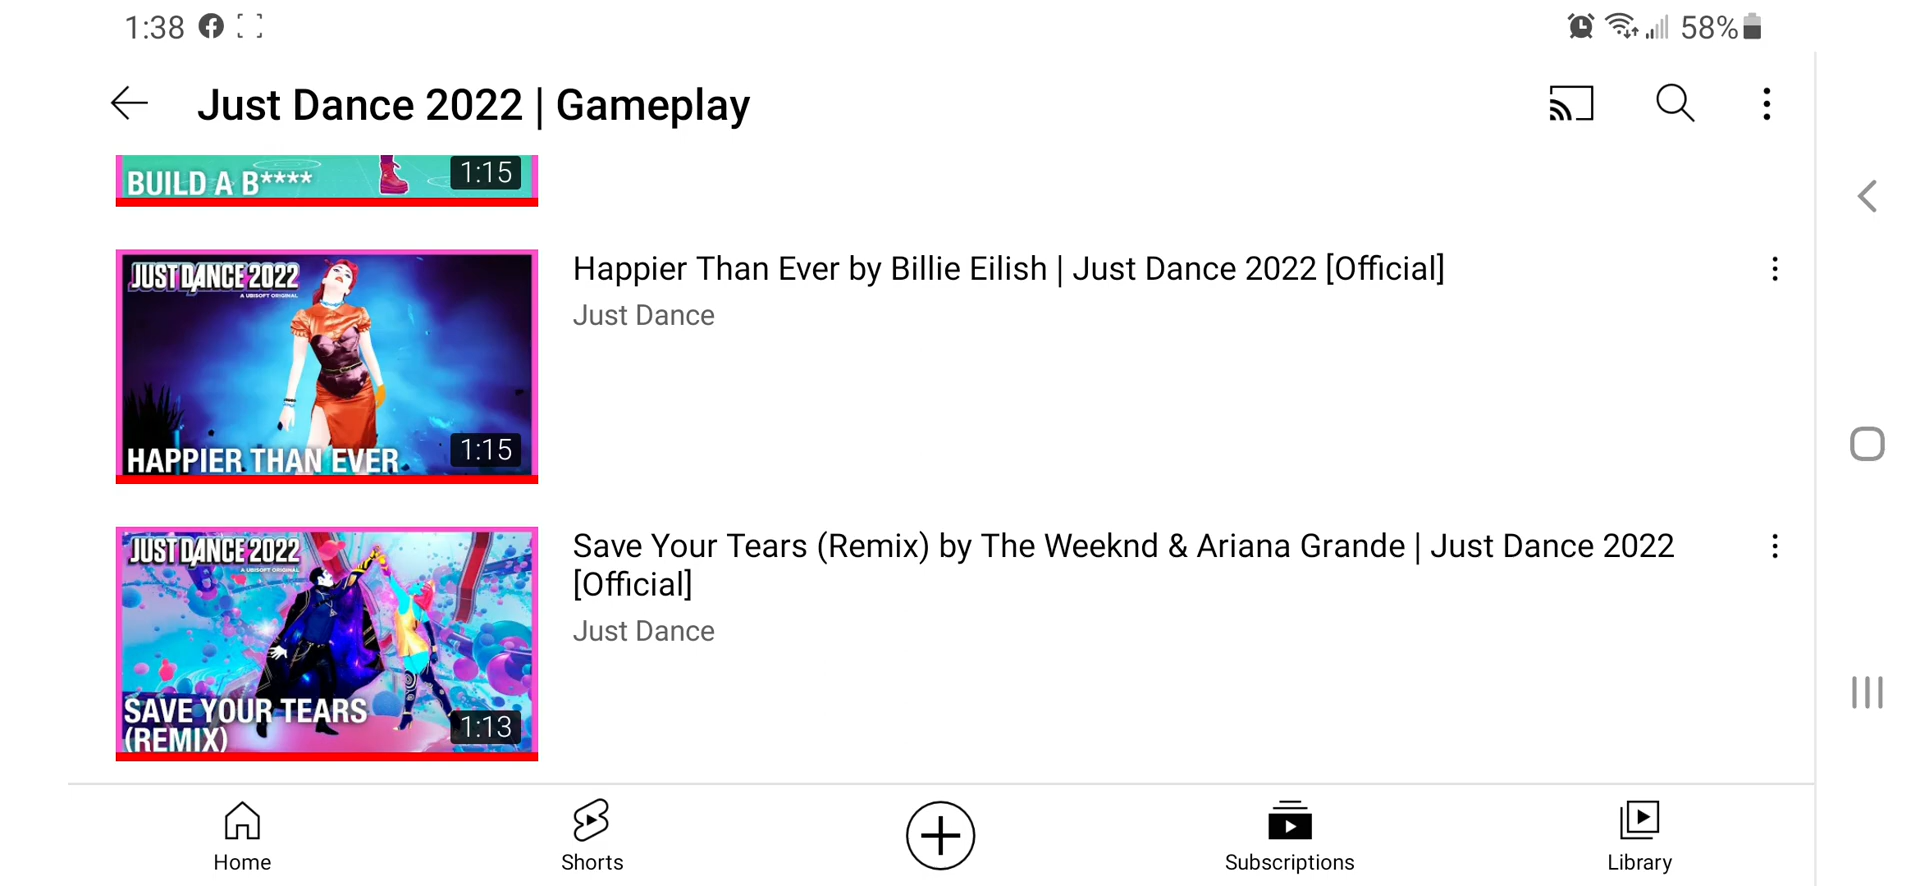 1:38
58%
Just Dance 2022 | Gameplay
BUILD A B****
1:15
JUST DANCE 2022
A UBISOFT ORIGINAL
HAPPIER THAN EVER
1:15
Happier Than Ever by Billie Eilish | Just Dance 2022 [Official]
Just Dance
JUST DANCE 2022
A UBISOFT ORIGINAL
SAVE YOUR TEARS
(REMIX)
1:13
Save Your Tears (Remix) by The Weeknd & Ariana Grande | Just Dance 2022
[Official]
Just Dance
Home
Shorts
Subscriptions
Library